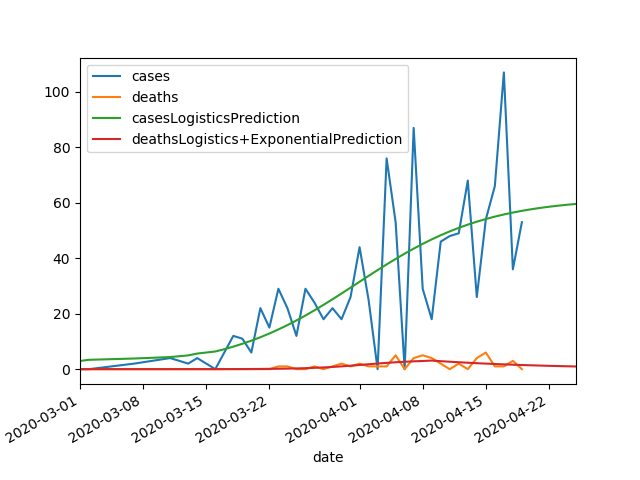 cases
deaths
casesLogisticsPrediction
deathsLogistics+ExponentialPrediction
100
80
60
40
20
0
2020-03-01
2020-03-08
2020-03-15
2020-03-22
2020-04-01
2020-04-08
2020-04-15
2020-04-22
date